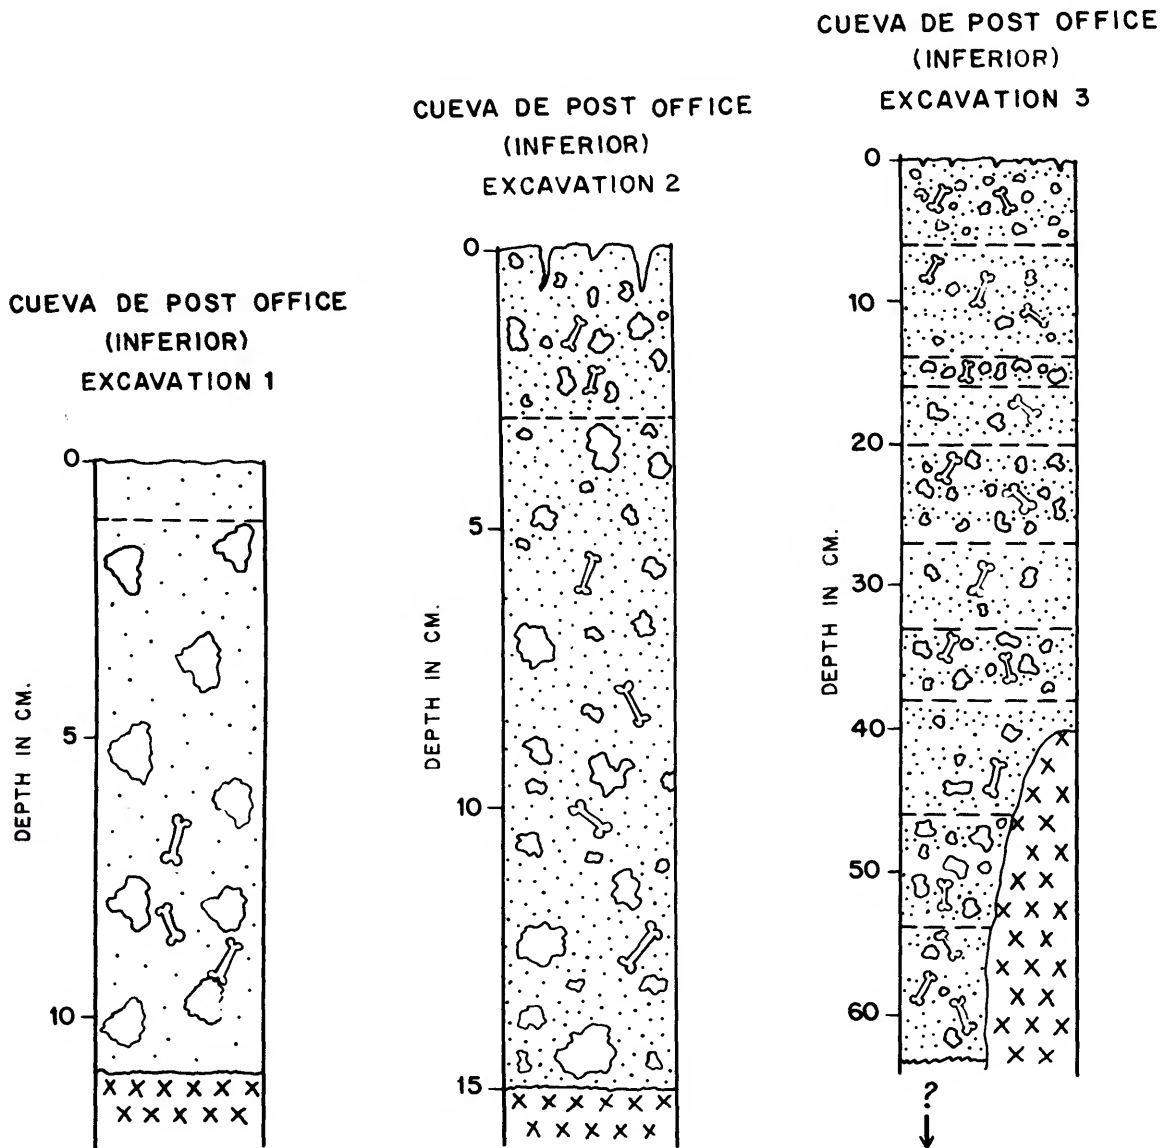 CUEVA DE POST OFFICE
(INFERIOR)
EXCAVATION 1
0
5
10
DEPTH IN CM.
CUEVA DE POST OFFICE
(INFERIOR)
EXCAVATION 2
0
5
10
15
DEPTH IN CM.
CUEVA DE POST OFFICE
(INFERIOR)
EXCAVATION 3
0
10
20
30
40
50
60
DEPTH IN CM.
?